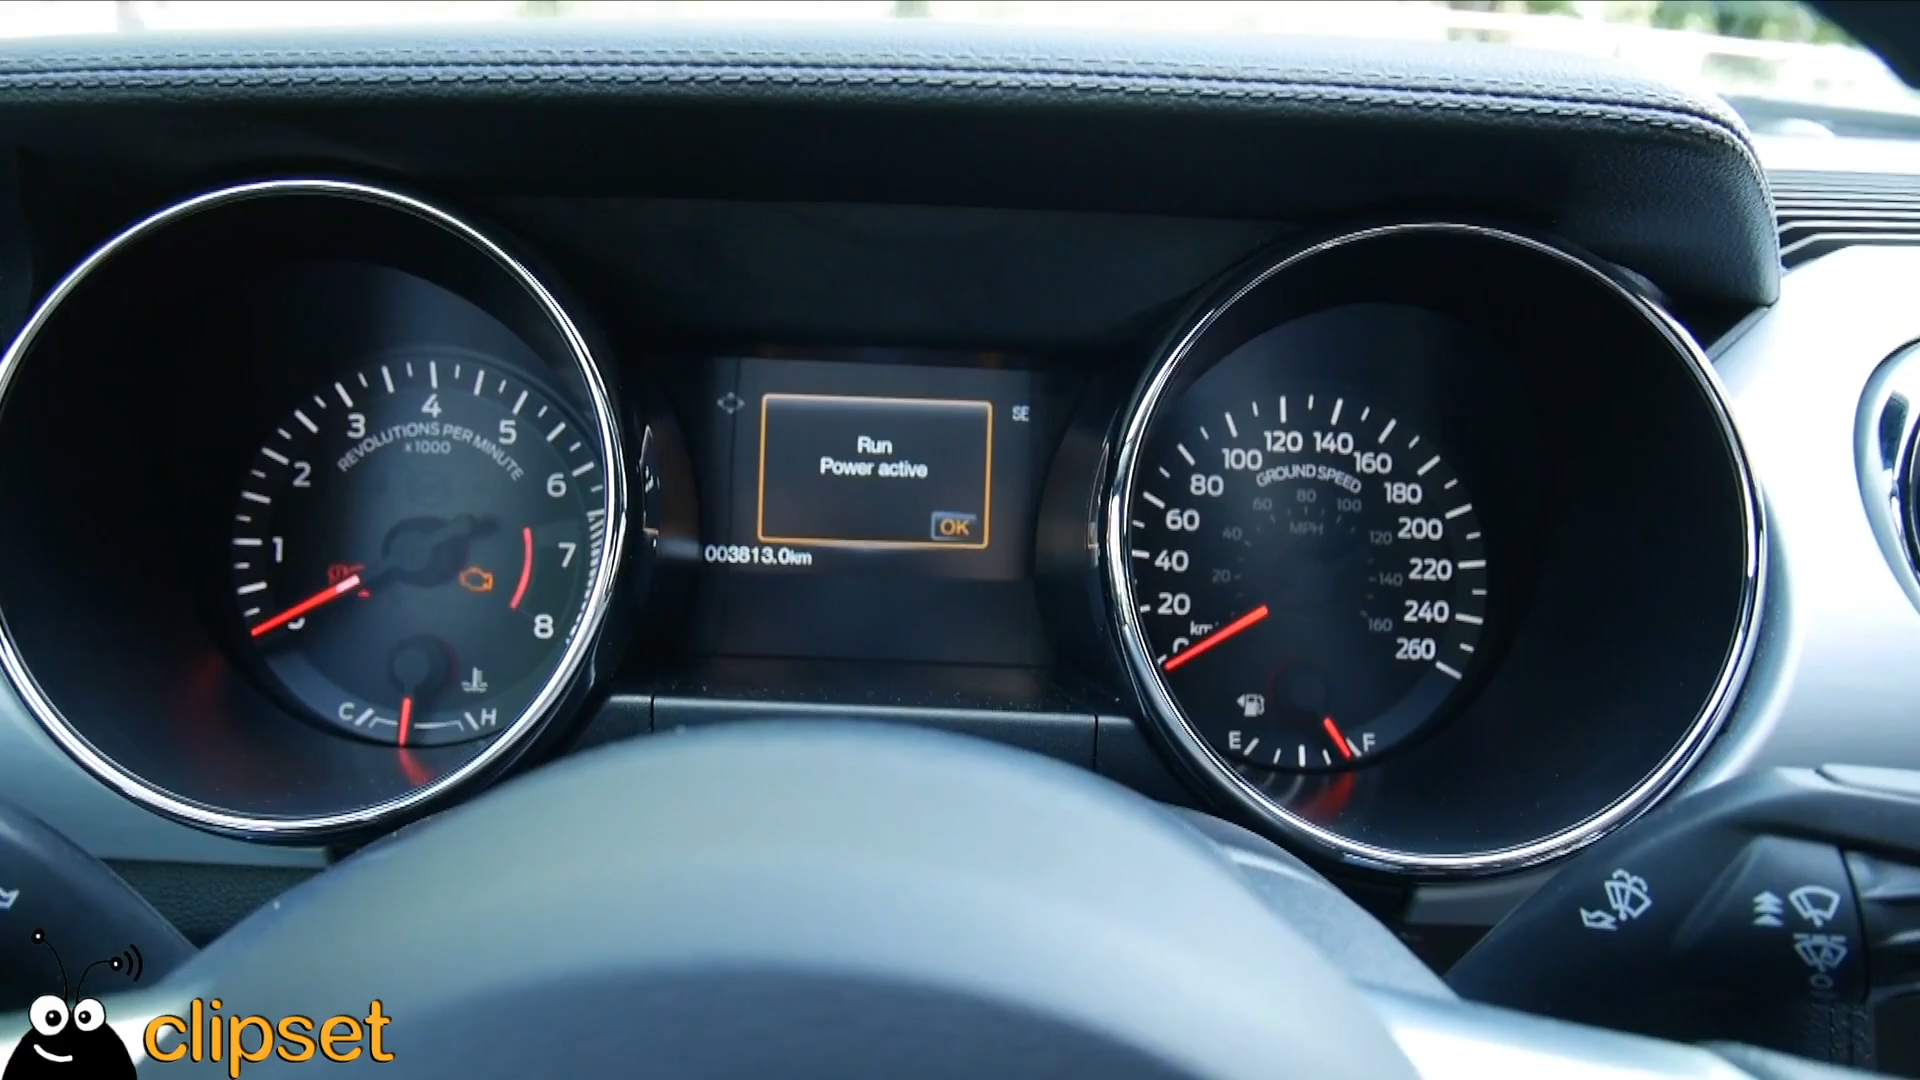 1
2
3
4
5
6
7
8
REVOLUTIONS PER MINUTE
x1000
C
H
Run
Power active
OK
SE
003813.0km
20
40
60
80
100
120
140
160
180
200
220
240
260
GROUND SPEED
20
40
60
80
100
120
140
160
MPH
E
F
clipset